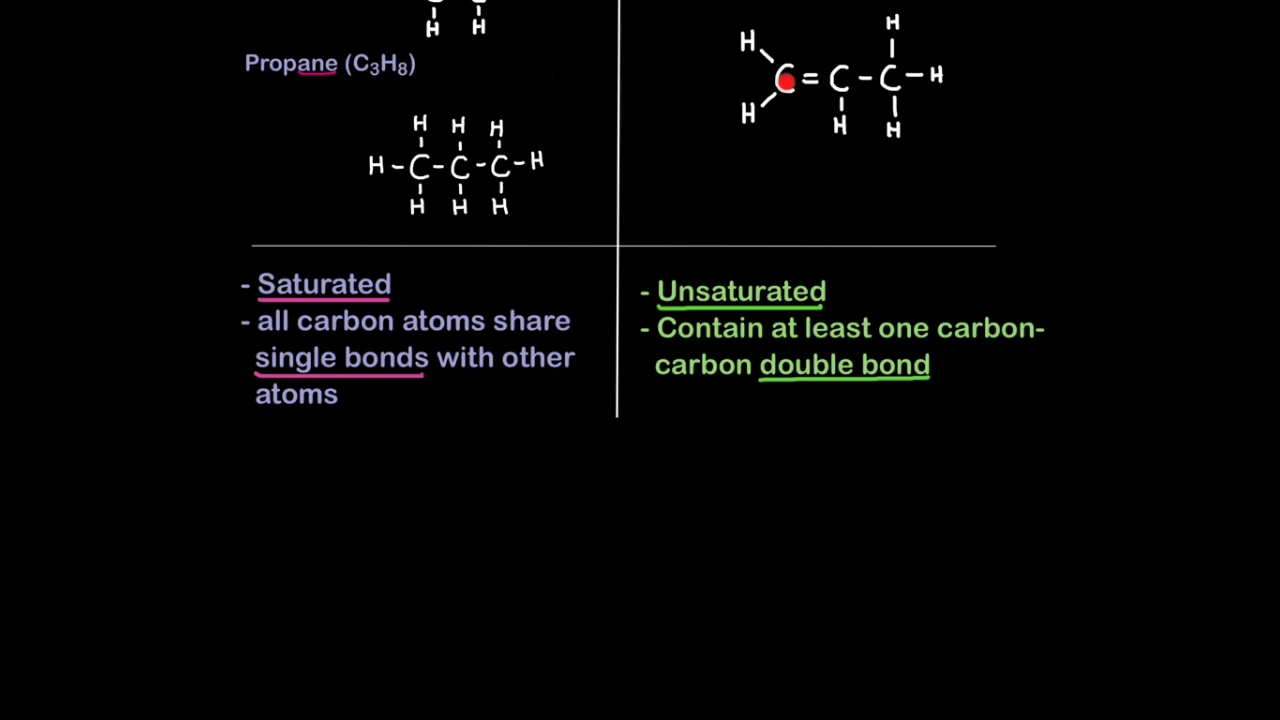 H H
Propane (C₃H₈)
H H H
H-C-C-C-H
H H H
H H
C=C-C-H
H H H
- Saturated
- all carbon atoms share
single bonds with other
atoms
- Unsaturated
- Contain at least one carbon-
carbon double bond